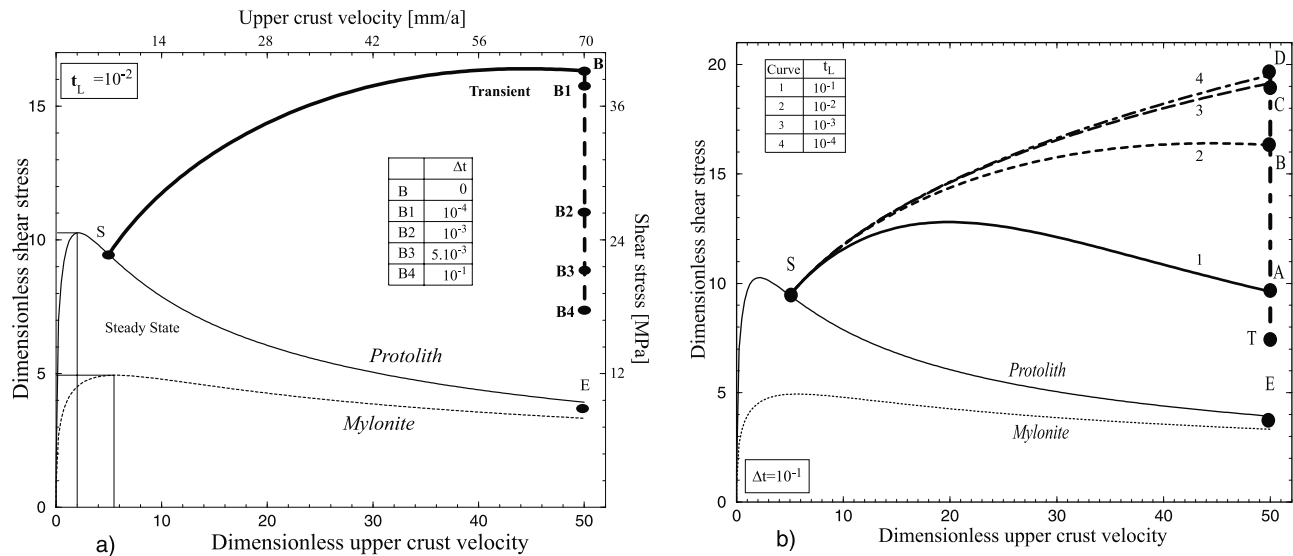 Upper crust velocity [mm/a]
14 28 42 56 70
t_L =10^-2
B
Transient
B1
B2
B3
B4
Δt
B 0
B1 10^-4
B2 10^-3
B3 5.10^-3
B4 10^-1
S
Steady State
Protolith
E
Mylonite
Dimensionless shear stress
15
10
5
0
36
24
12
Shear stress [MPa]
0 10 20 30 40 50
a)
Dimensionless upper crust velocity
Dimensionless shear stress
20
15
10
5
0
Curve t_L
1 10^-1
2 10^-2
3 10^-3
4 10^-4
4
3
2
1
D
C
B
A
T
E
S
Protolith
Mylonite
Δt=10^-1
0 10 20 30 40 50
Dimensionless upper crust velocity
b)